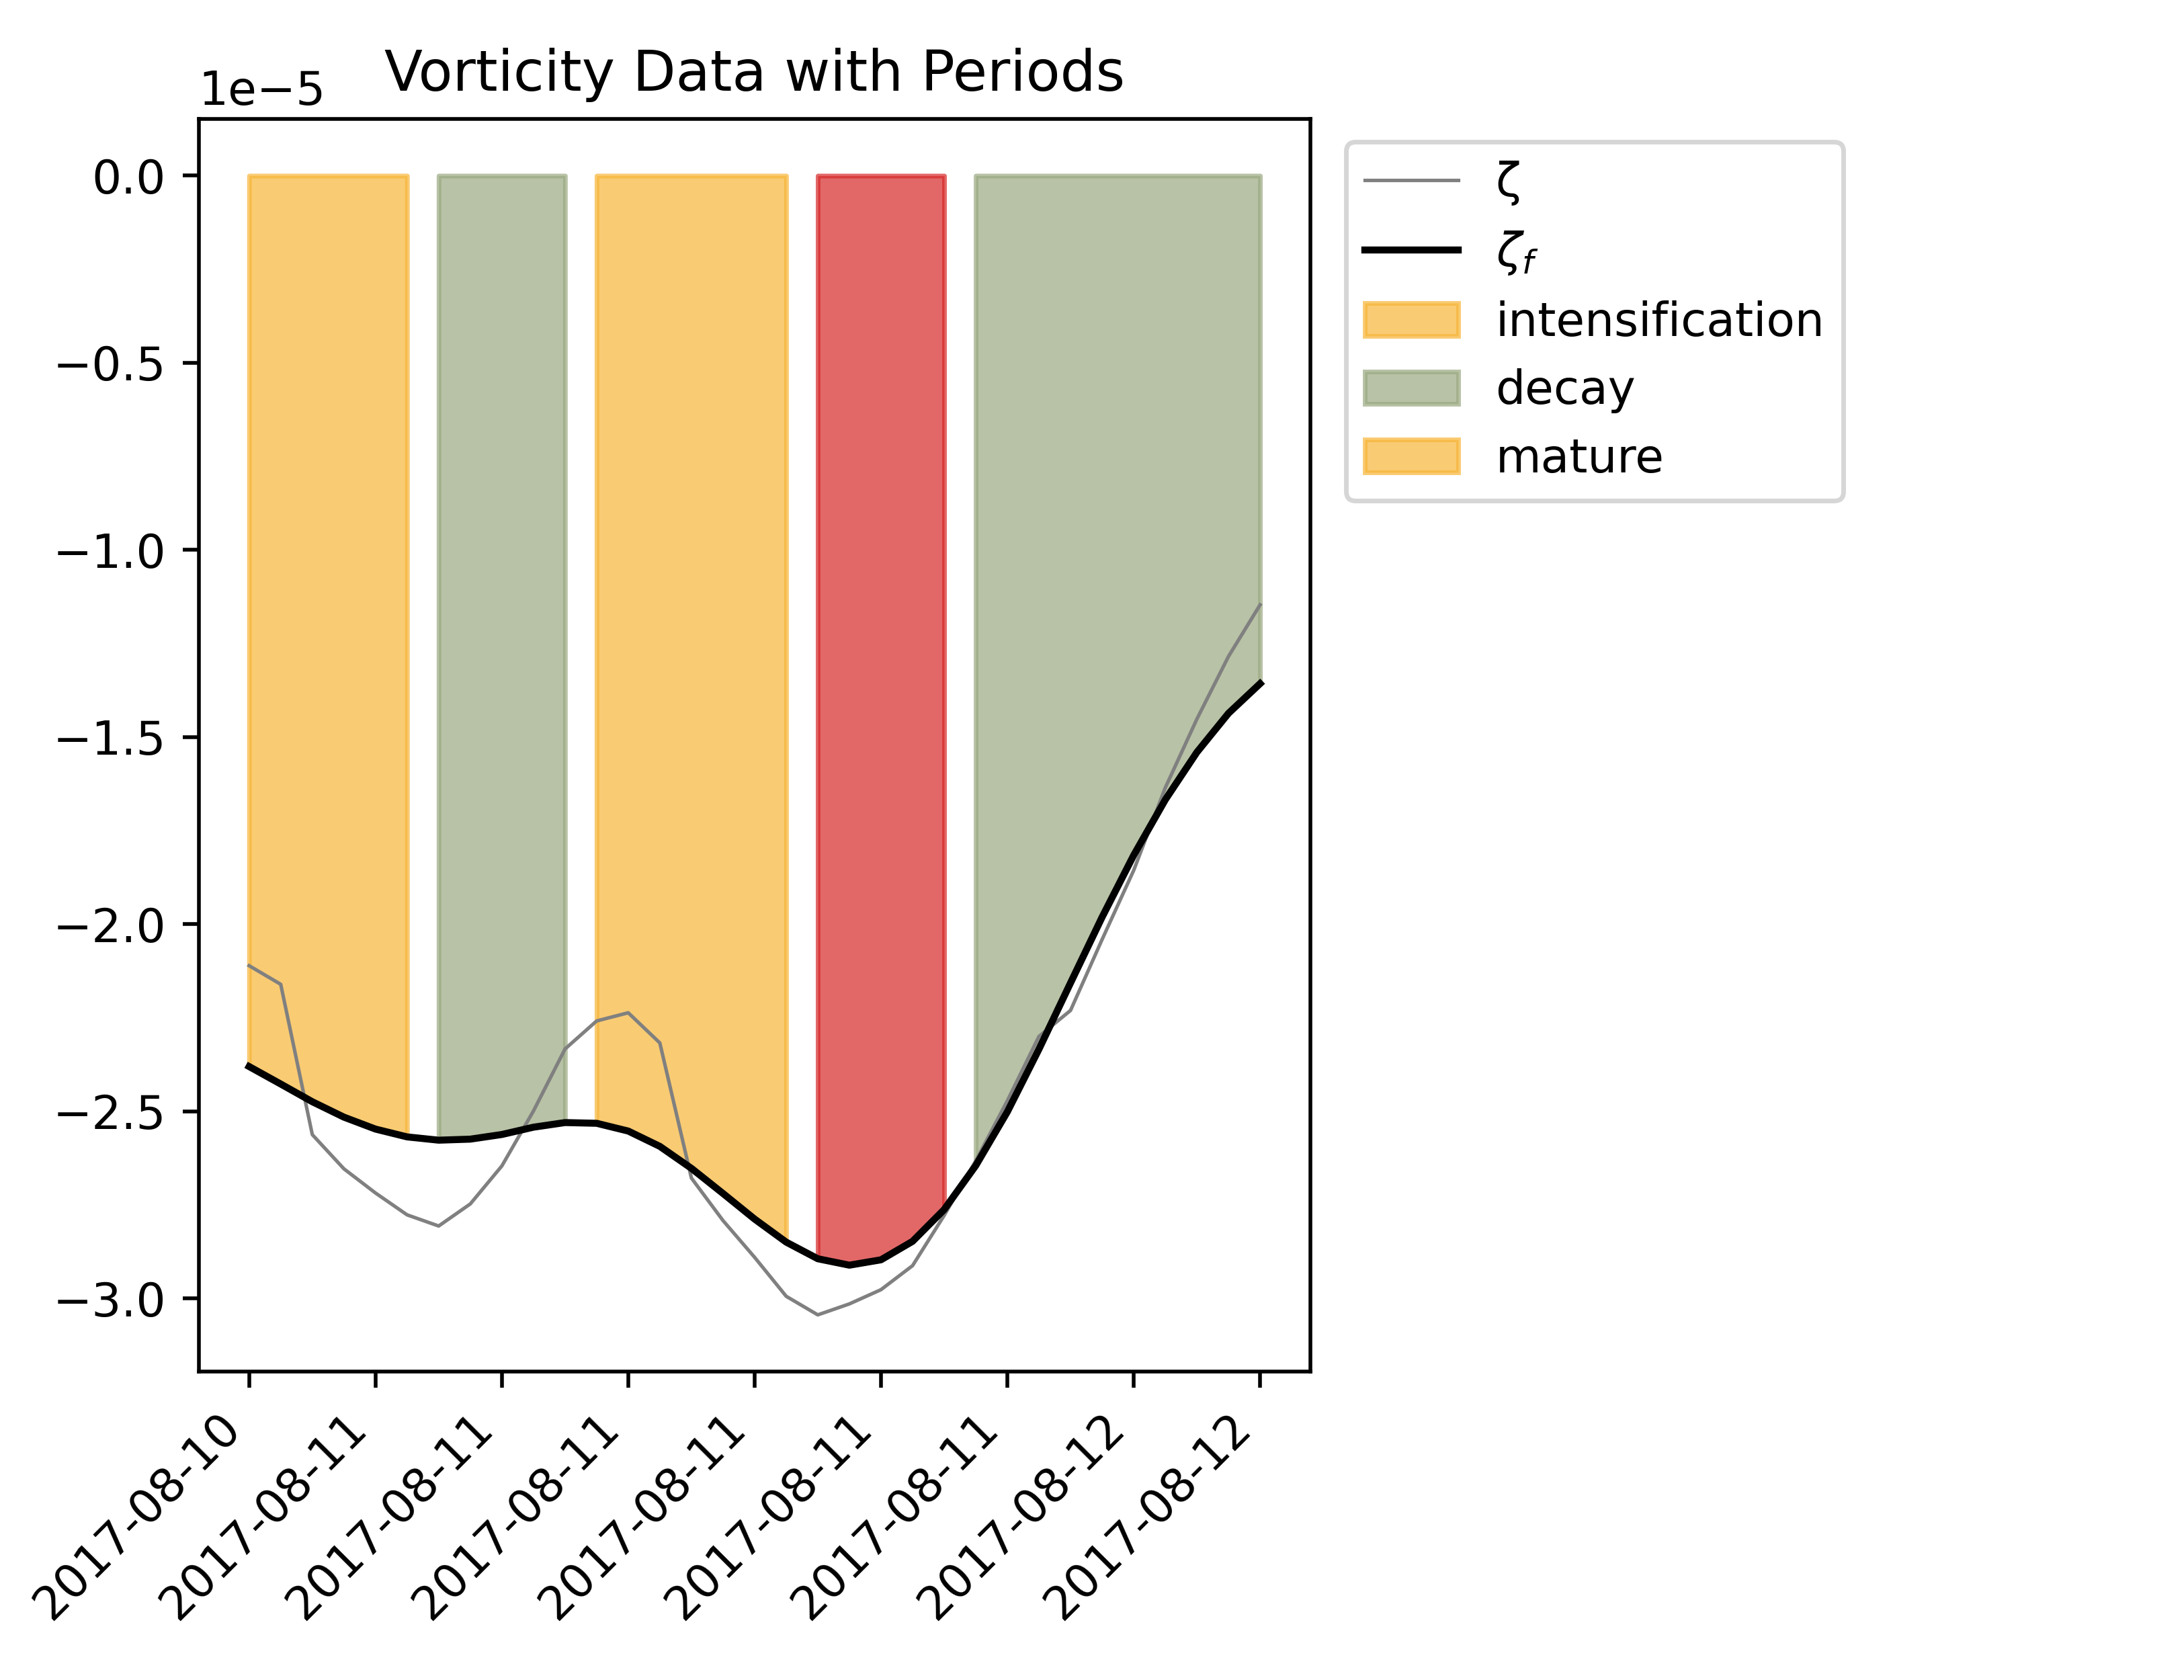 Vorticity Data with Periods
1e−5
0.0
−0.5
−1.0
−1.5
−2.0
−2.5
−3.0
2017-08-10
2017-08-11
2017-08-11
2017-08-11
2017-08-11
2017-08-11
2017-08-11
2017-08-12
2017-08-12
ζ
ζf
intensification
decay
mature